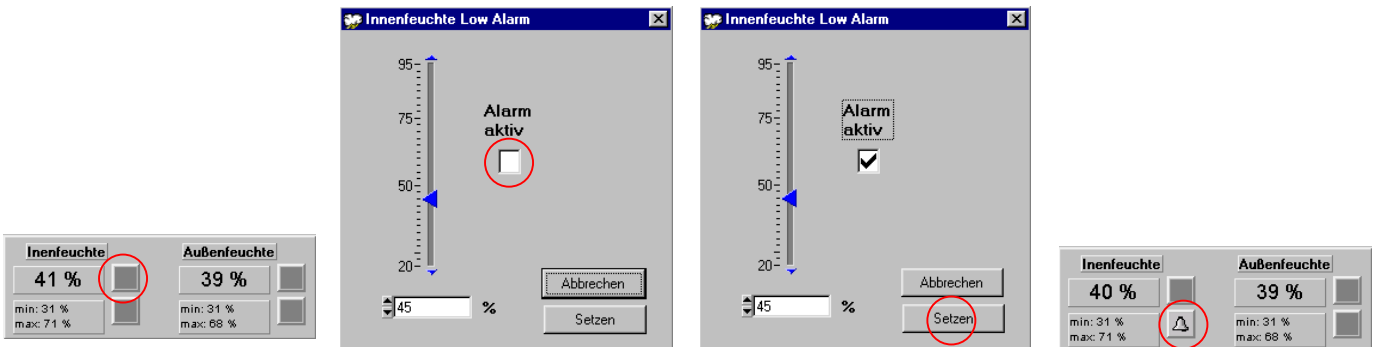 Inenfeuchte
41 %
min: 31 %
max: 71 %
Außenfeuchte
39 %
min: 31 %
max: 68 %
Innenfeuchte Low Alarm
95
75
50
20
Alarm
aktiv
45 %
Abbrechen
Setzen
Innenfeuchte Low Alarm
95
75
50
20
Alarm
aktiv
45 %
Abbrechen
Setzen
Inenfeuchte
40 %
min: 31 %
max: 71 %
Außenfeuchte
39 %
min: 31 %
max: 68 %